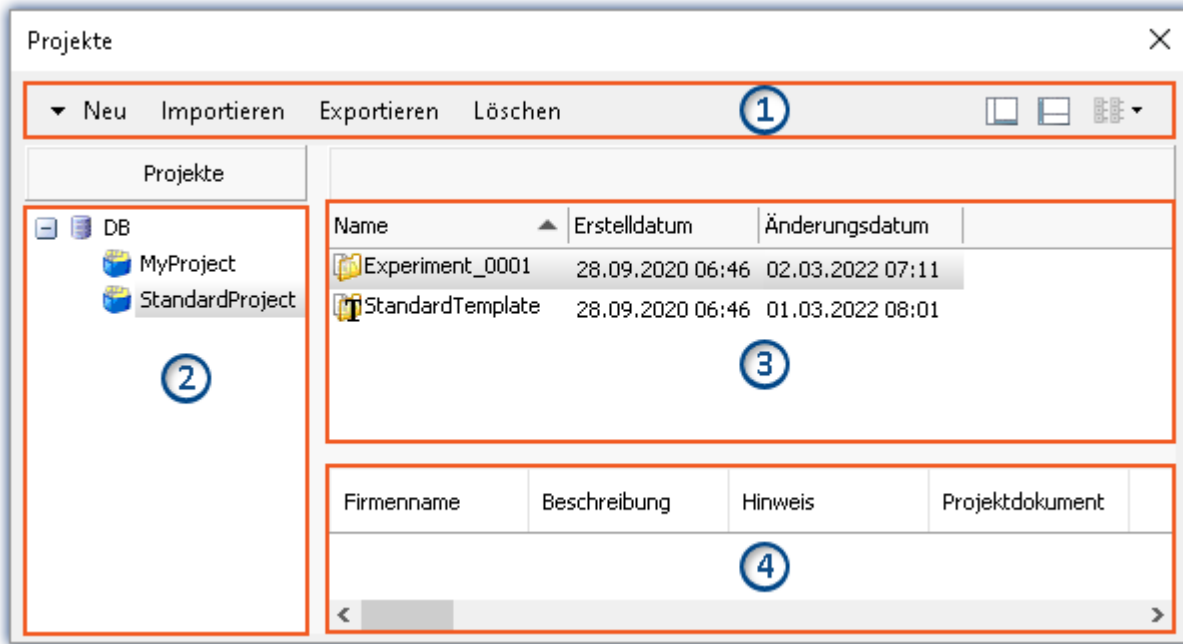 Projekte
Neu Importieren Exportieren Löschen 1
Projekte
DB
MyProject
StandardProject
2
Name Erstelldatum Änderungsdatum
Experiment_0001 28.09.2020 06:46 02.03.2022 07:11
StandardTemplate 28.09.2020 06:46 01.03.2022 08:01
3
Firmenname Beschreibung Hinweis Projektdokument
4